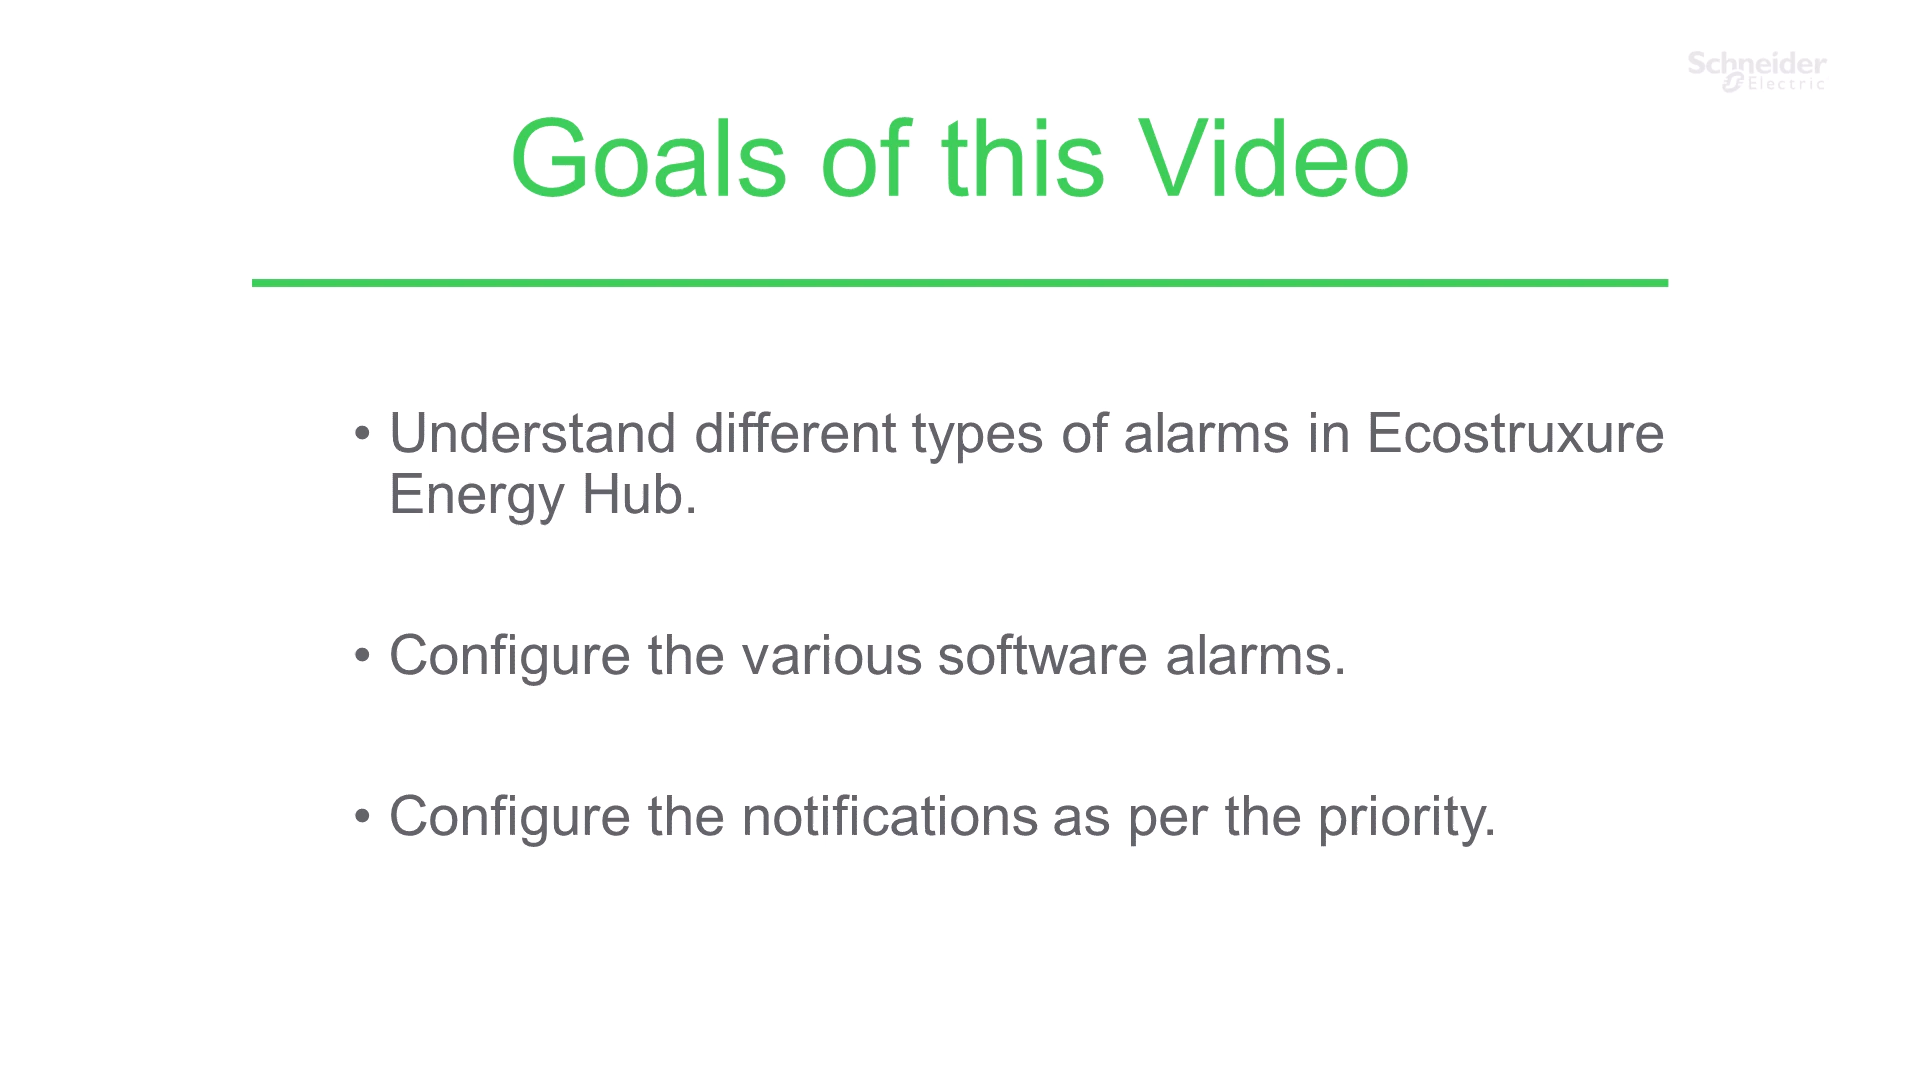 Schneider
Electric
Goals of this Video
• Understand different types of alarms in Ecostruxure
Energy Hub.
• Configure the various software alarms.
• Configure the notifications as per the priority.